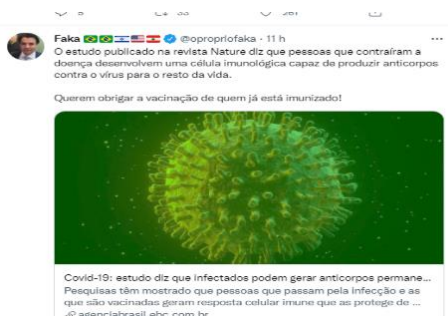 Faka @opropriofaka · 11 h
O estudo publicado na revista Nature diz que pessoas que contraíram a
doença desenvolvem uma célula imunológica capaz de produzir anticorpos
contra o vírus para o resto da vida.
Querem obrigar a vacinação de quem já está imunizado!
Covid-19: estudo diz que infectados podem gerar anticorpos permane...
Pesquisas têm mostrado que pessoas que passam pela infecção e as
que são vacinadas geram resposta celular imune que as protege de ...
agenciabrasil.ebc.com.br